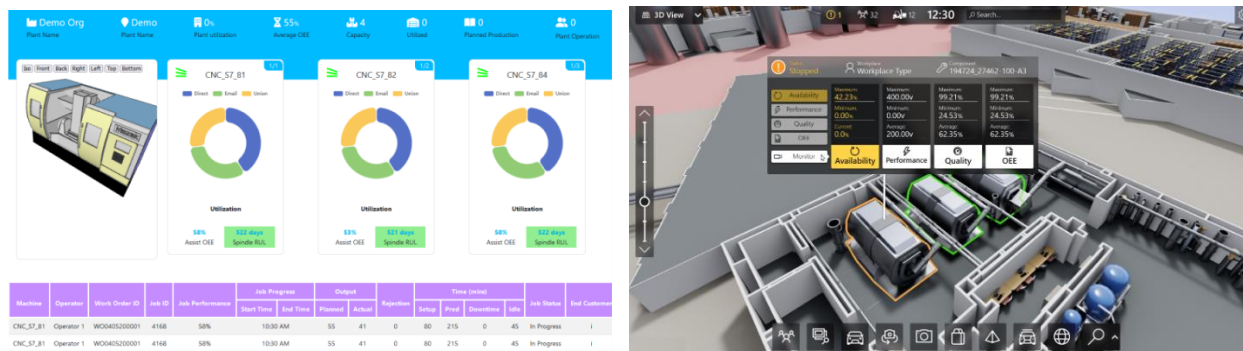 Demo Org
Plant Name
Demo
Plant Name
0%
Plant utilization
55%
Average OEE
4
Capacity
0
Utilized
0
Planned Production
0
Plant Operation
Iso Front Back Right Left Top Bottom
1/1
CNC_S7_81
Direct Email Union
Utilization
58% 522 days
Assist OEE Spindle RUL
1/2
CNC_S7_82
Direct Email Union
Utilization
53% 521 days
Assist OEE Spindle RUL
1/3
CNC_S7_84
Direct Email Union
Utilization
58% 522 days
Assist OEE Spindle RUL
Machine Operator Work Order ID Job ID Job Performance Job Progress Output Rejection Time (mins) Job Status End Customer
Start Time End Time Planned Actual Setup Pred Downtime Idle
CNC_S7_81 Operator 1 WO0405200001 4168 58% 10:30 AM 55 41 0 80 215 0 45 In Progress i
CNC_S7_81 Operator 1 WO0405200001 4168 58% 10:30 AM 55 41 0 80 215 0 45 In Progress i
3D View 1 32 12 12:30 Search...
Status
Stopped
Workplace
Workplace Type
Component
194724_27462-100-A3
Availability
Performance
Quality
OEE
Monitor
Maximum:
42.23%
Minimum:
0.00%
Current:
0.0%
Availability
Maximum:
400.00v
Minimum:
0.00v
Average:
200.00v
Performance
Maximum:
99.21%
Minimum:
24.53%
Average:
62.35%
Quality
Maximum:
99.21%
Minimum:
24.53%
Average:
62.35%
OEE